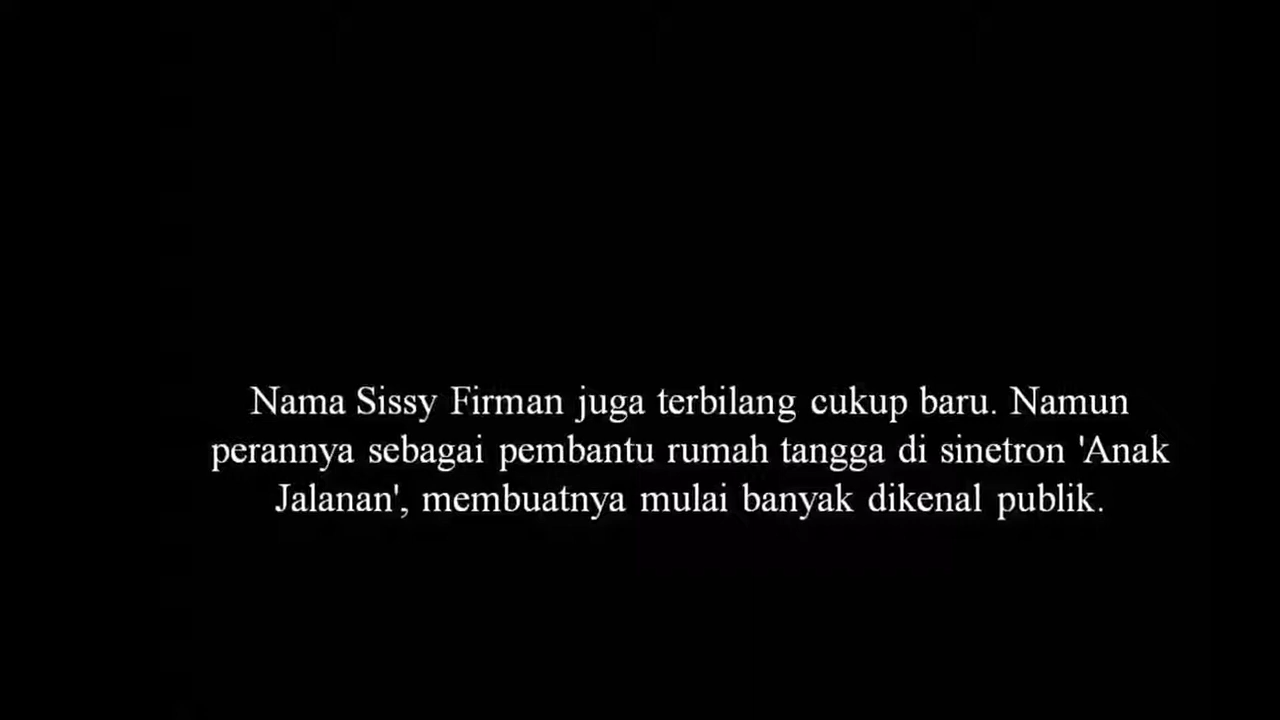 Nama Sissy Firman juga terbilang cukup baru. Namun
perannya sebagai pembantu rumah tangga di sinetron 'Anak
Jalanan', membuatnya mulai banyak dikenal publik.